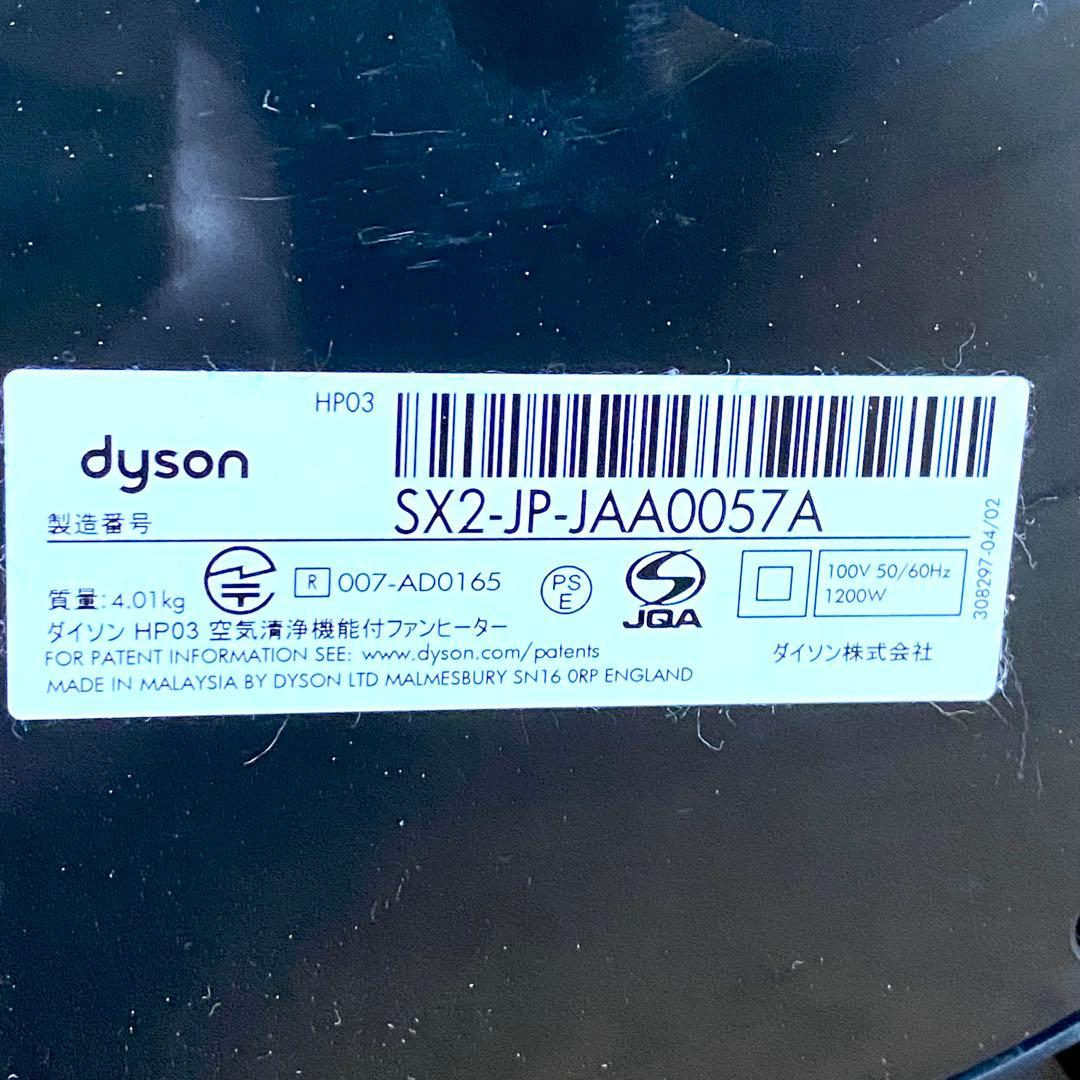 HP03
dyson
製造番号 SX2-JP-JAA0057A
質量: 4.01kg
R 007-AD0165
PS
E
JQA
100V 50/60Hz
1200W
308297-04/02
ダイソン HP03 空気清浄機能付ファンヒーター
ダイソン株式会社
FOR PATENT INFORMATION SEE: www.dyson.com/patents
MADE IN MALAYSIA BY DYSON LTD MALMESBURY SN16 0RP ENGLAND